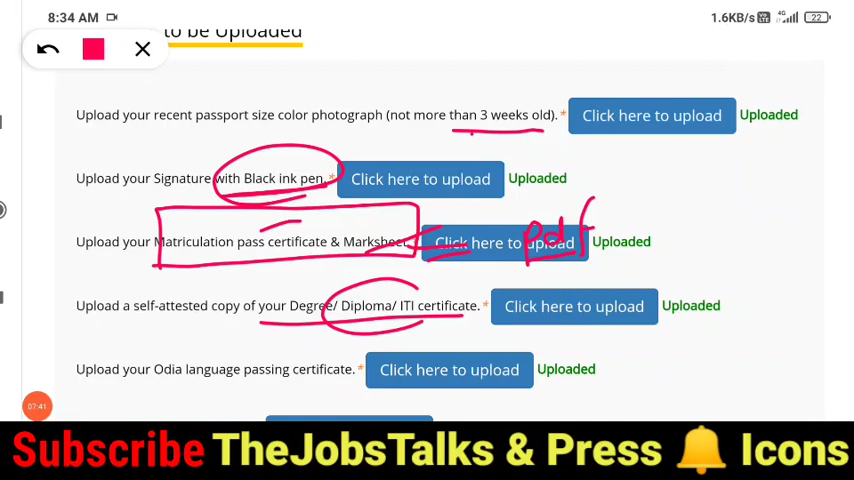 8:34 AM
1.6KB/s
4G
22
to be Uploaded
Upload your recent passport size color photograph (not more than 3 weeks old).* Click here to upload Uploaded
Upload your Signature with Black ink pen.* Click here to upload Uploaded
Upload your Matriculation pass certificate & Marksheet. Click here to upload Uploaded
pdf
Upload a self-attested copy of your Degree/ Diploma/ ITI certificate.* Click here to upload Uploaded
Upload your Odia language passing certificate.* Click here to upload Uploaded
07:41
Subscribe TheJobsTalks & Press Icons